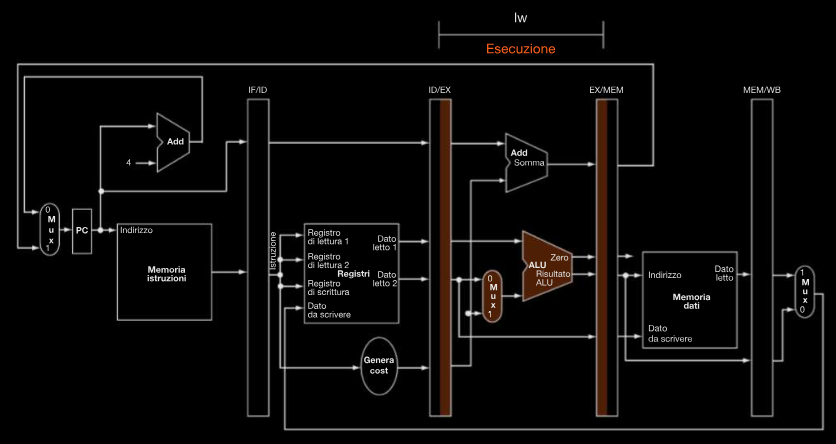 lw
Esecuzione
IF/ID
ID/EX
EX/MEM
MEM/WB
Add
4
Add
Somma
0
M
u
x
1
PC
Indirizzo
Memoria
istruzioni
Istruzione
Registro
di lettura 1
Registro
di lettura 2
Registri
Registro
di scrittura
Dato
da scrivere
Dato
letto 1
Dato
letto 2
Genera
cost
0
M
u
x
1
ALU
Zero
Risultato
ALU
Indirizzo
Dato
letto
Memoria
dati
Dato
da scrivere
1
M
u
x
0